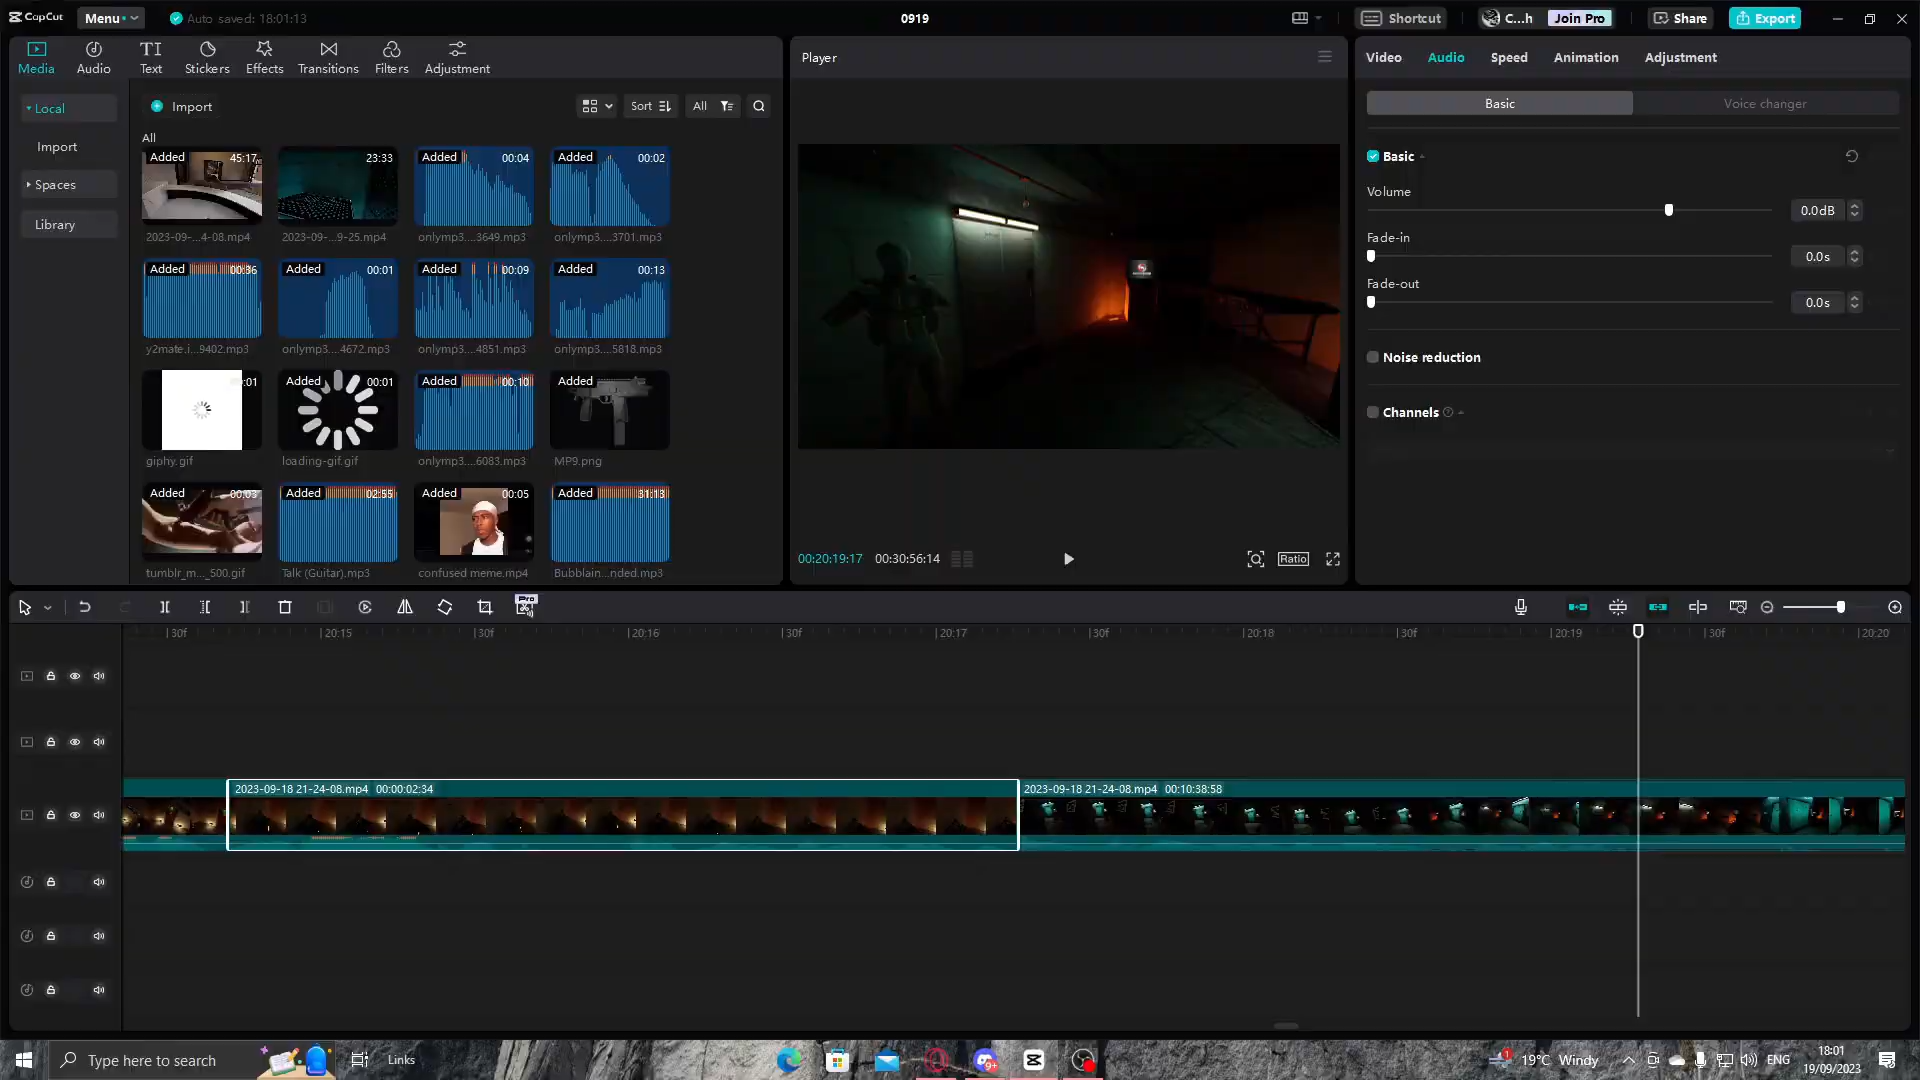 CapCut
Menu
Auto saved: 18:01:13
0919
Shortcut
C...h
Join Pro
Share
Export
Media
Audio
Text
Stickers
Effects
Transitions
Filters
Adjustment
Local
Import
Spaces
Library
Import
Sort
All
All
Added 45:17
23:33
Added 00:04
Added 00:02
2023-09-...4-08.mp4
2023-09-...9-25.mp4
onlymp3....3649.mp3
onlymp3....3701.mp3
Added 00:36
Added 00:01
Added 00:09
Added 00:13
y2mate.i...9402.mp3
onlymp3....4672.mp3
onlymp3....4851.mp3
onlymp3....5818.mp3
:01
Added 00:01
Added 00:10
Added
giphy.gif
loading-gif.gif
onlymp3....6083.mp3
MP9.png
Added 00:03
Added 02:55
Added 00:05
Added 31:13
tumblr_m..._500.gif
Talk (Guitar).mp3
confused meme.mp4
Bubblain...nded.mp3
Player
00:20:19:17
00:30:56:14
Ratio
Video
Audio
Speed
Animation
Adjustment
Basic
Voice changer
Basic
Volume
0.0dB
Fade-in
0.0s
Fade-out
0.0s
Noise reduction
Channels
Pro
30f
20:15
30f
20:16
30f
20:17
30f
20:18
30f
20:19
30f
20:20
2023-09-18 21-24-08.mp4 00:00:02:34
2023-09-18 21-24-08.mp4 00:10:38:58
Type here to search
Links
9+
1
19°C Windy
ENG
18:01
19/09/2023